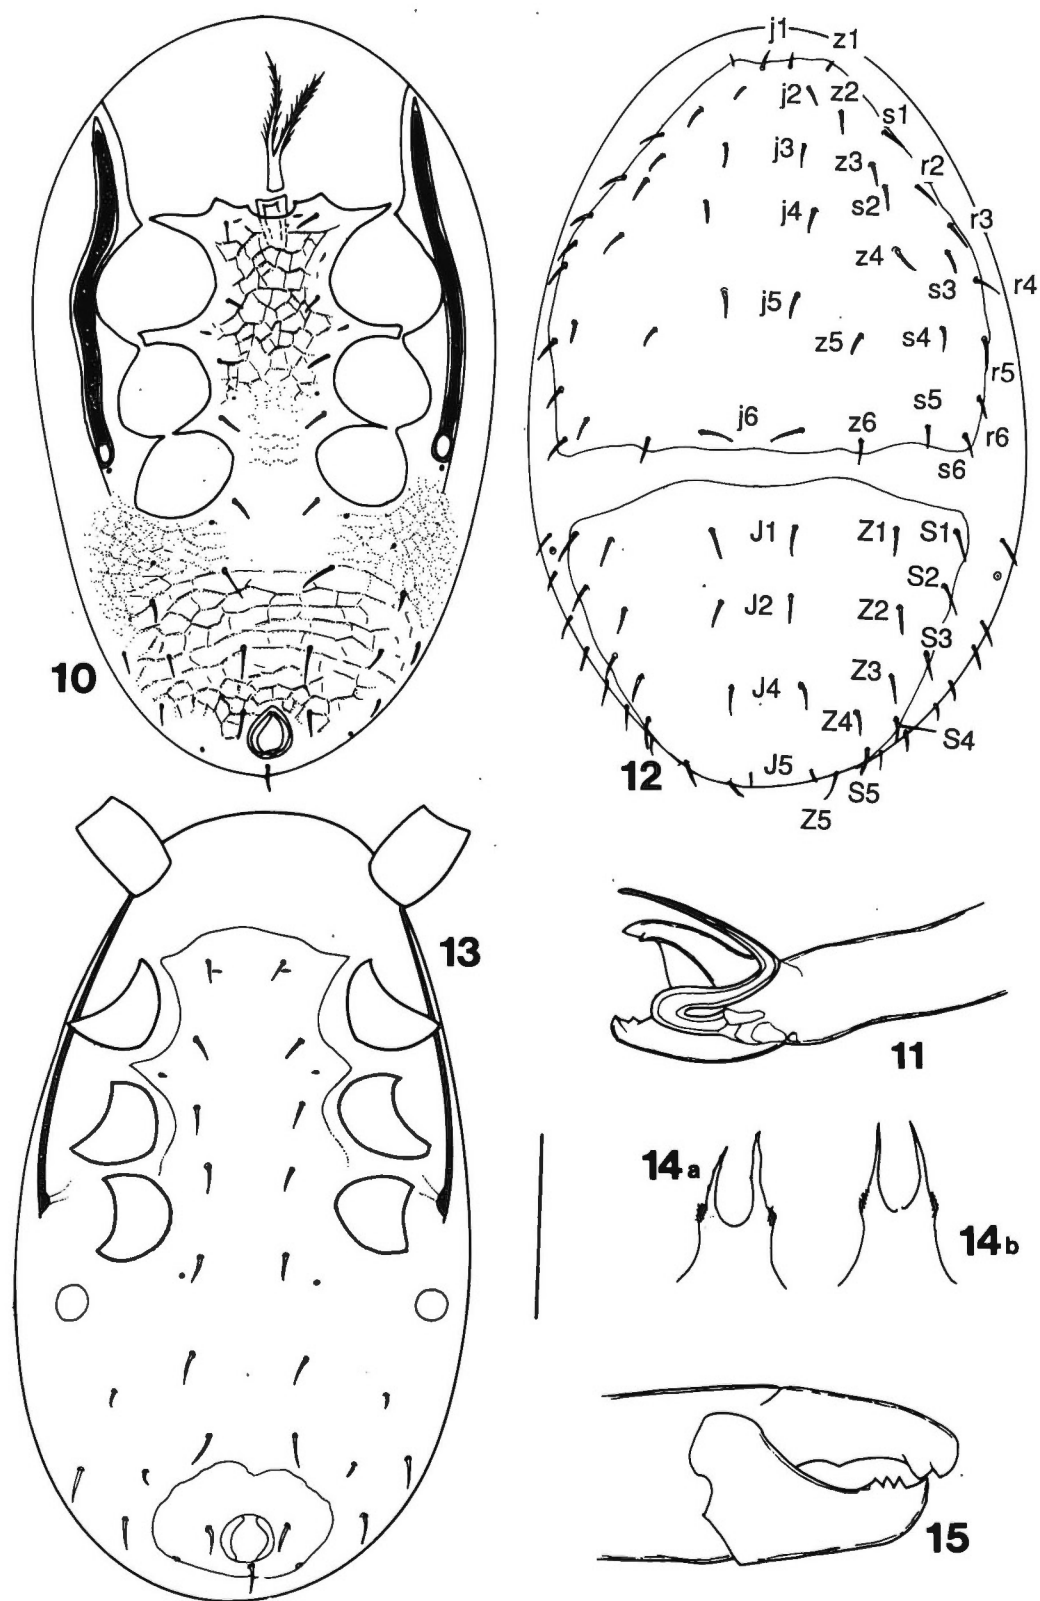 10
j1 z1
j2 z2
s1
j3 z3 r2
s2
j4 r3
z4
s3 r4
j5
z5 s4
r5
s5
j6 z6 r6
s6
J1 Z1 S1
S2
J2 Z2
S3
Z3
J4
Z4 S4
12 J5 S5
Z5
13
11
14a
14b
15